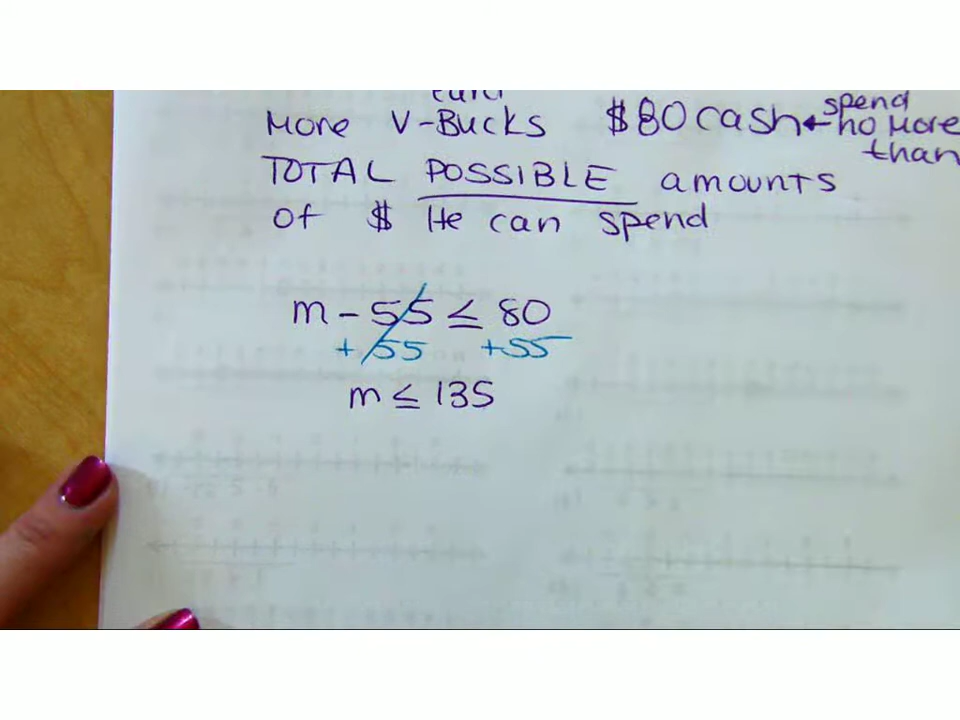 card
More V-Bucks $80 cash ← spend
no more
than
TOTAL POSSIBLE amounts
of $ He can spend
m - 55 ≤ 80
+55 +55
m ≤ 135